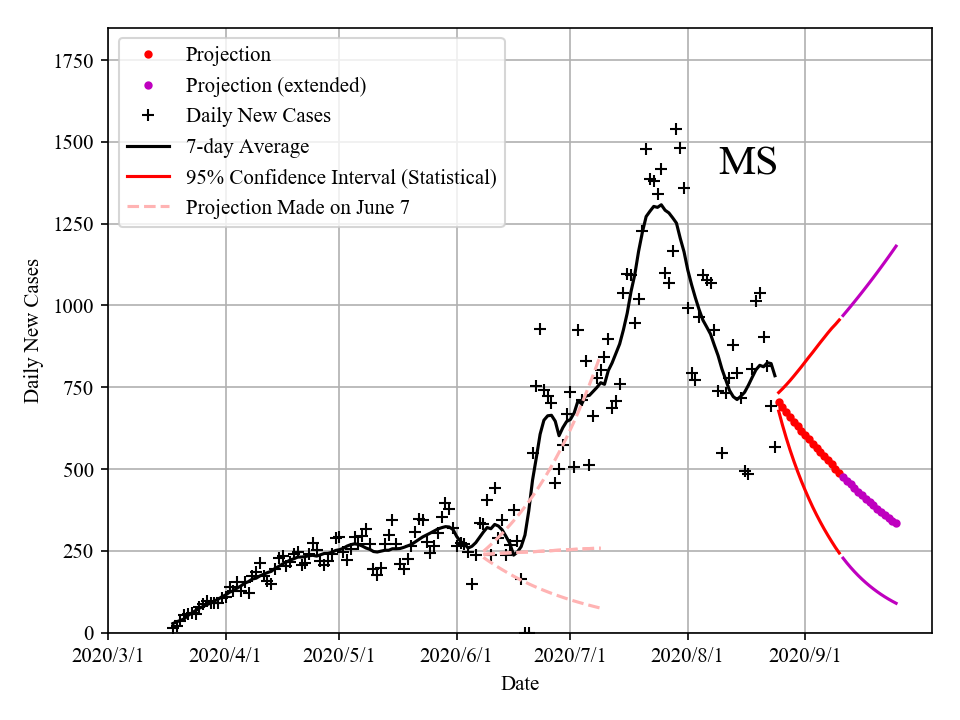 Projection
Projection (extended)
Daily New Cases
7-day Average
95% Confidence Interval (Statistical)
Projection Made on June 7
MS
1750
1500
1250
1000
750
500
250
0
Daily New Cases
2020/3/1 2020/4/1 2020/5/1 2020/6/1 2020/7/1 2020/8/1 2020/9/1
Date